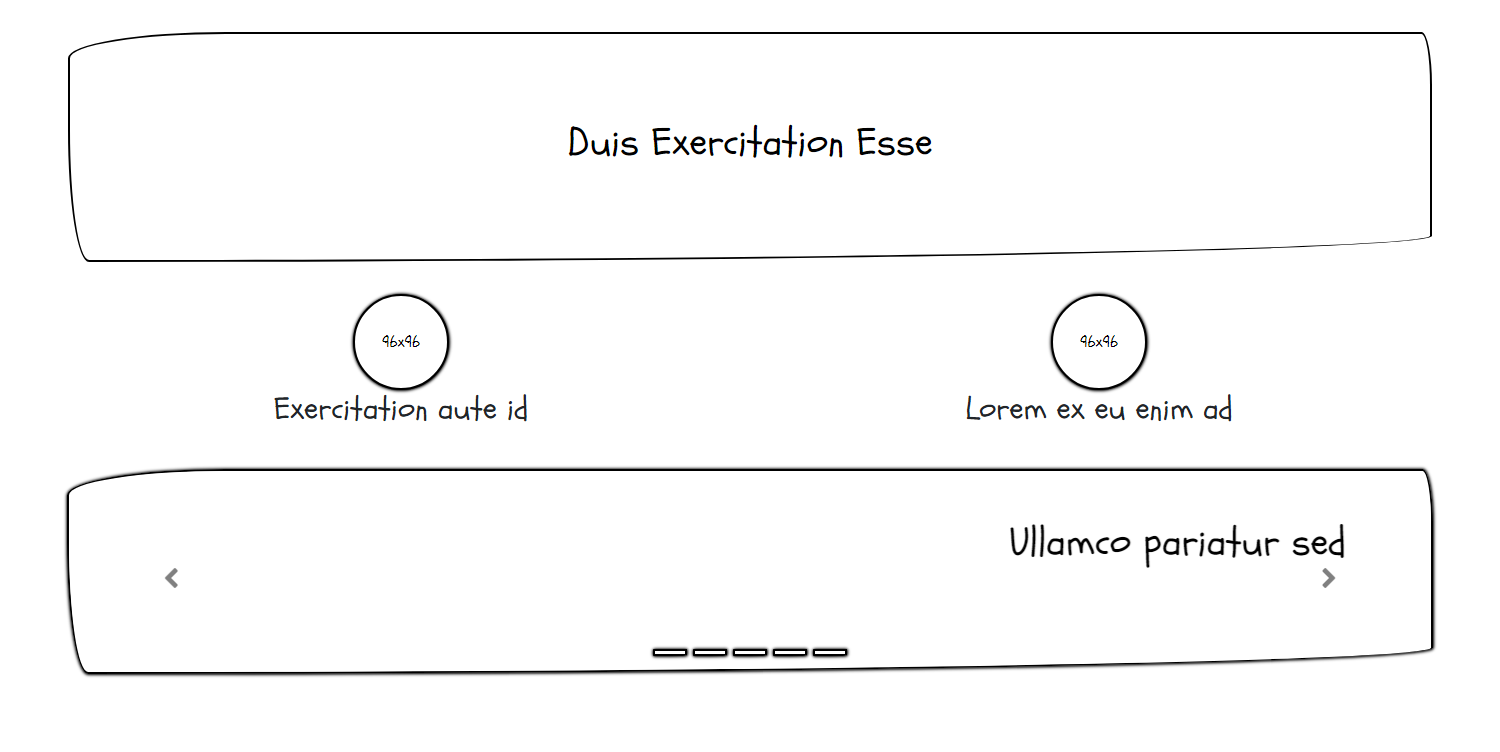 Duis Exercitation Esse
96x96
96x96
Exercitation aute id
Lorem ex eu enim ad
Ullamco pariatur sed